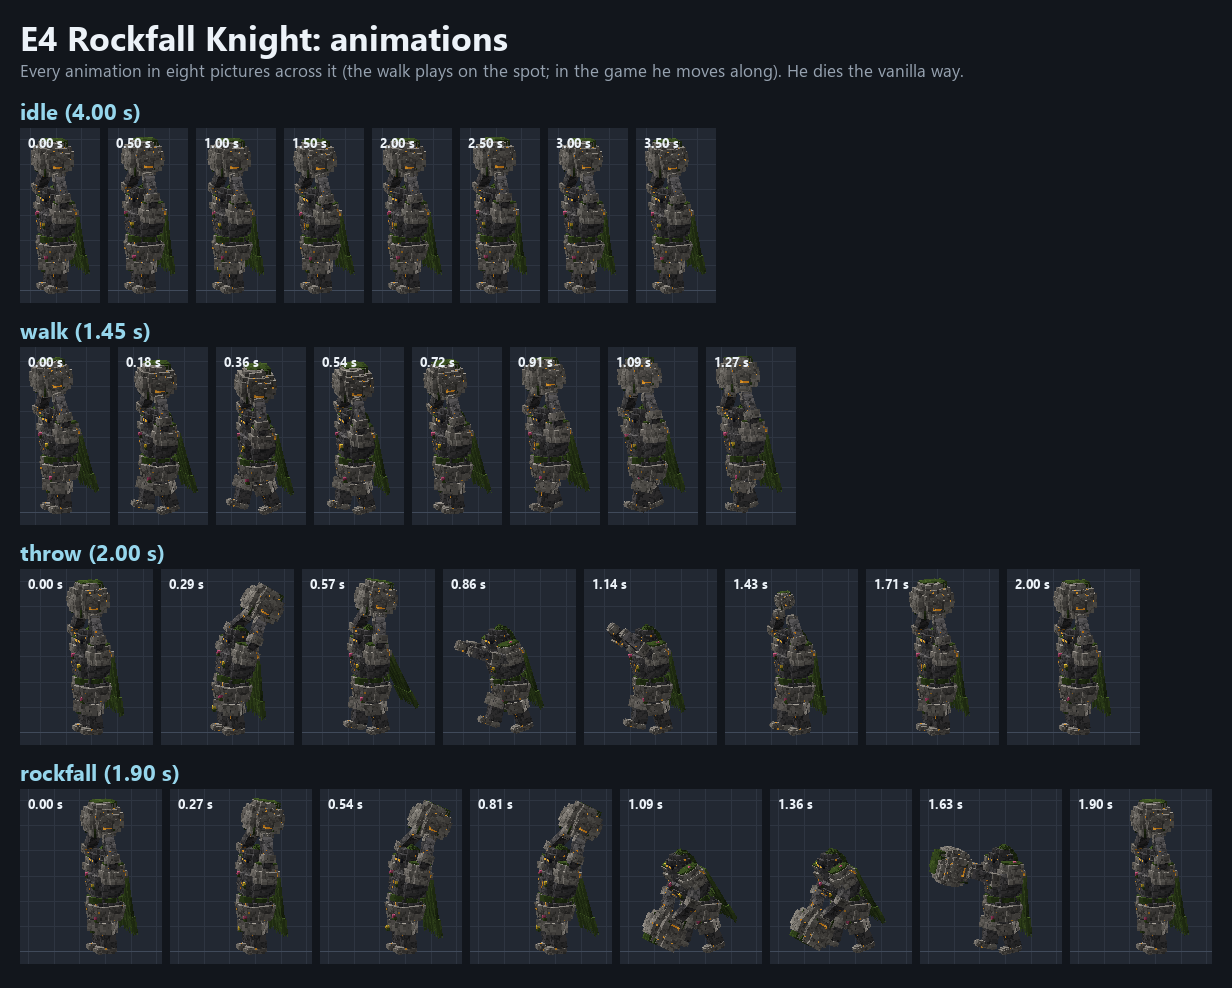 E4 Rockfall Knight: animations
Every animation in eight pictures across it (the walk plays on the spot; in the game he moves along). He dies the vanilla way.
idle (4.00 s)
0.00 s 0.50 s 1.00 s 1.50 s 2.00 s 2.50 s 3.00 s 3.50 s
walk (1.45 s)
0.00 s 0.18 s 0.36 s 0.54 s 0.72 s 0.91 s 1.09 s 1.27 s
throw (2.00 s)
0.00 s 0.29 s 0.57 s 0.86 s 1.14 s 1.43 s 1.71 s 2.00 s
rockfall (1.90 s)
0.00 s 0.27 s 0.54 s 0.81 s 1.09 s 1.36 s 1.63 s 1.90 s